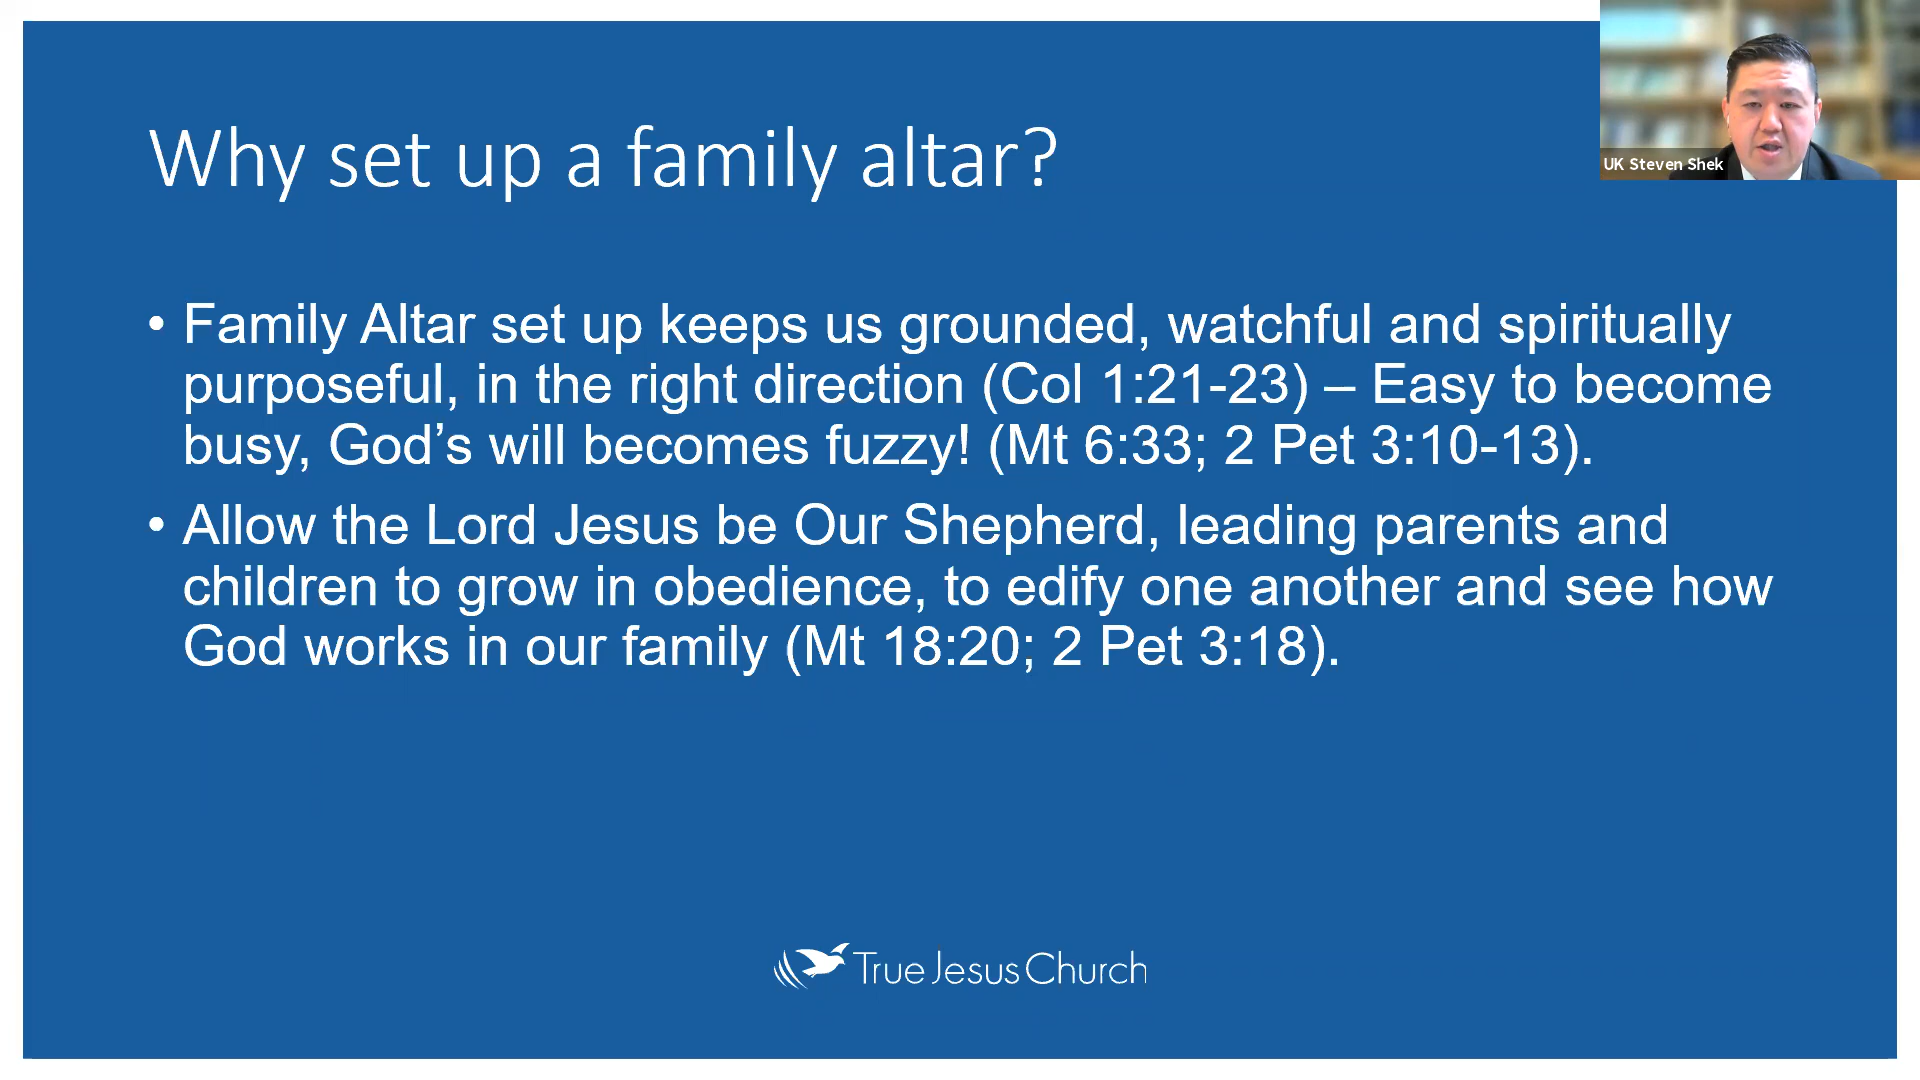 UK Steven Shek
Why set up a family altar?
• Family Altar set up keeps us grounded, watchful and spiritually
purposeful, in the right direction (Col 1:21-23) – Easy to become
busy, God’s will becomes fuzzy! (Mt 6:33; 2 Pet 3:10-13).
• Allow the Lord Jesus be Our Shepherd, leading parents and
children to grow in obedience, to edify one another and see how
God works in our family (Mt 18:20; 2 Pet 3:18).
True Jesus Church